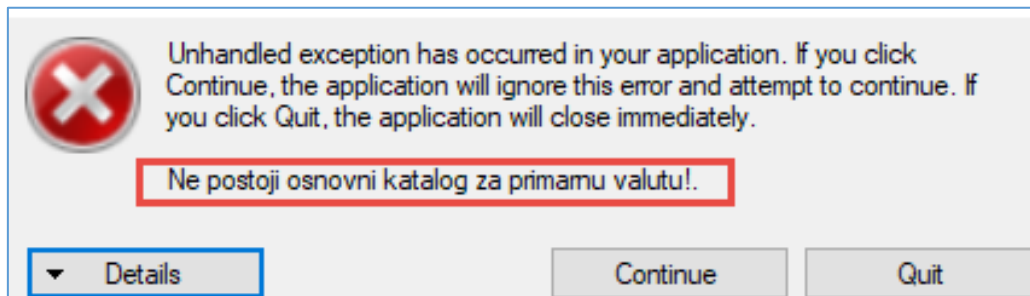 Unhandled exception has occurred in your application. If you click
Continue, the application will ignore this error and attempt to continue. If
you click Quit, the application will close immediately.
Ne postoji osnovni katalog za primarnu valutu!.
Details
Continue
Quit